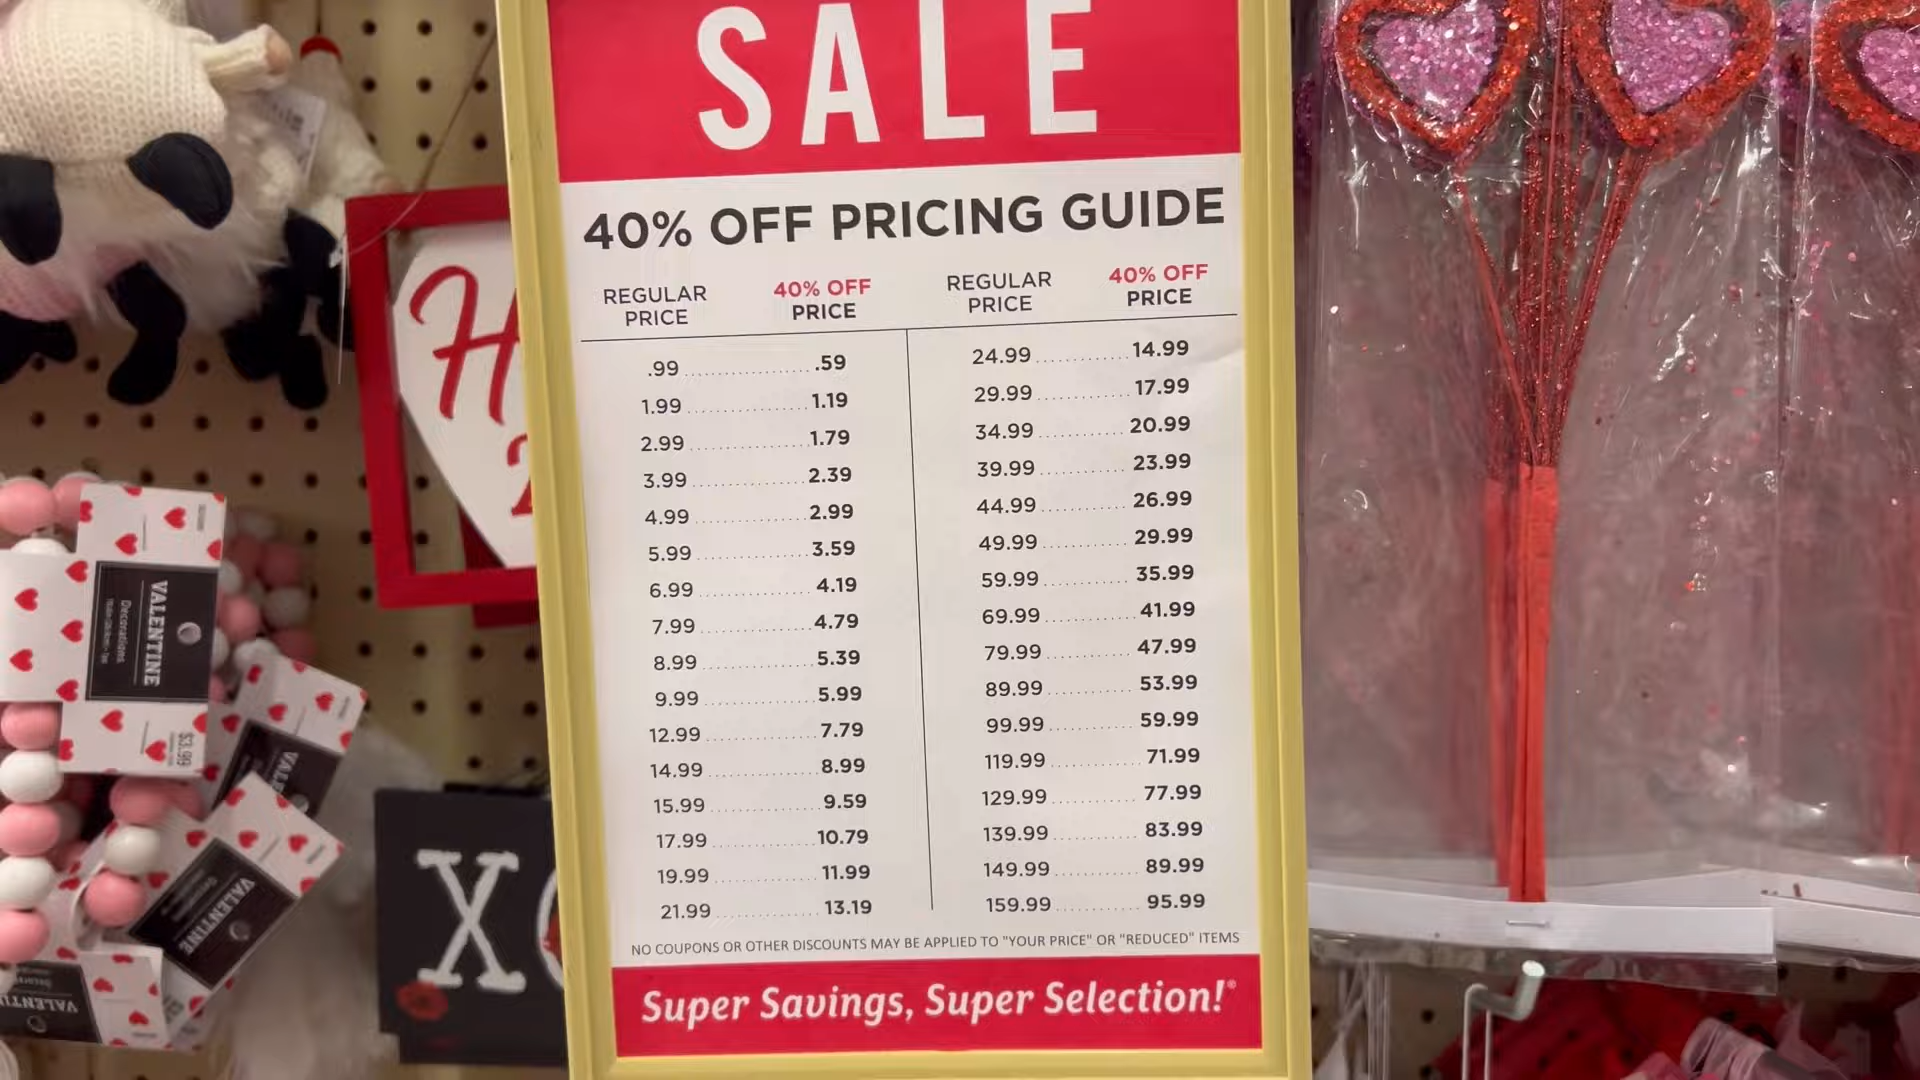 SALE
40% OFF PRICING GUIDE
REGULAR PRICE 40% OFF PRICE REGULAR PRICE 40% OFF PRICE
.99 .59 24.99 14.99
1.99 1.19 29.99 17.99
2.99 1.79 34.99 20.99
3.99 2.39 39.99 23.99
4.99 2.99 44.99 26.99
5.99 3.59 49.99 29.99
6.99 4.19 59.99 35.99
7.99 4.79 69.99 41.99
8.99 5.39 79.99 47.99
9.99 5.99 89.99 53.99
12.99 7.79 99.99 59.99
14.99 8.99 119.99 71.99
15.99 9.59 129.99 77.99
17.99 10.79 139.99 83.99
19.99 11.99 149.99 89.99
21.99 13.19 159.99 95.99
NO COUPONS OR OTHER DISCOUNTS MAY BE APPLIED TO "YOUR PRICE" OR "REDUCED" ITEMS
Super Savings, Super Selection!®
H
VALENTINE
Decorations
$3.99
VAL
VALENTINE
VALENTINE
X